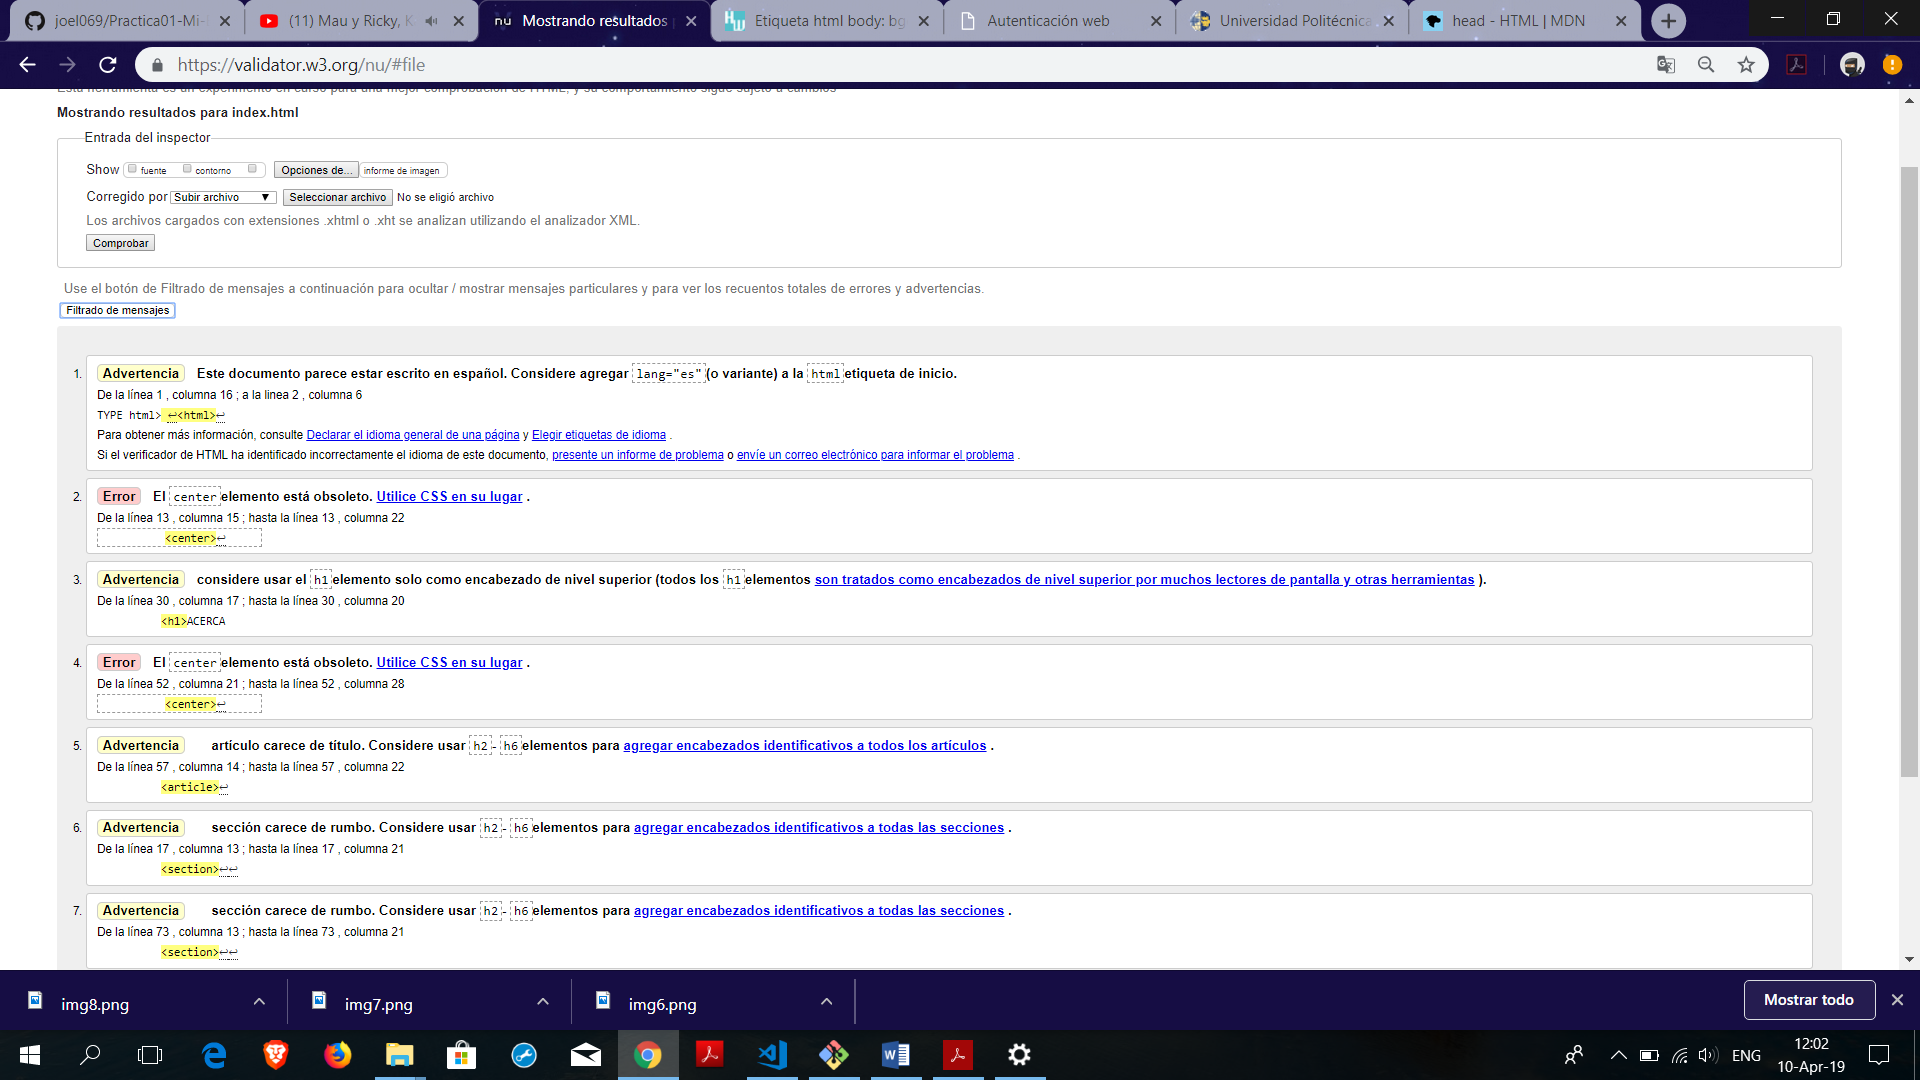 joel069/Practica01-Mi-
(11) Mau y Ricky, K
Mostrando resultados p
Etiqueta html body: bg
Autenticación web
Universidad Politécnica
head - HTML | MDN
https://validator.w3.org/nu/#file
Esta herramienta es un experimento en curso para una mejor comprobación de HTML, y su comportamiento sigue sujeto a cambios
Mostrando resultados para index.html
Entrada del inspector
Show fuente contorno Opciones de... informe de imagen
Corregido por Subir archivo ▼ Seleccionar archivo No se eligió archivo
Los archivos cargados con extensiones .xhtml o .xht se analizan utilizando el analizador XML.
Comprobar
Use el botón de Filtrado de mensajes a continuación para ocultar / mostrar mensajes particulares y para ver los recuentos totales de errores y advertencias.
Filtrado de mensajes
1. Advertencia Este documento parece estar escrito en español. Considere agregar lang="es" (o variante) a la html etiqueta de inicio.
De la línea 1 , columna 16 ; a la linea 2 , columna 6
TYPE html> ↩<html>↩
Para obtener más información, consulte Declarar el idioma general de una página y Elegir etiquetas de idioma .
Si el verificador de HTML ha identificado incorrectamente el idioma de este documento, presente un informe de problema o envíe un correo electrónico para informar el problema .
2. Error El center elemento está obsoleto. Utilice CSS en su lugar .
De la línea 13 , columna 15 ; hasta la línea 13 , columna 22
<center>↩
3. Advertencia considere usar el h1 elemento solo como encabezado de nivel superior (todos los h1 elementos son tratados como encabezados de nivel superior por muchos lectores de pantalla y otras herramientas ).
De la línea 30 , columna 17 ; hasta la línea 30 , columna 20
<h1>ACERCA
4. Error El center elemento está obsoleto. Utilice CSS en su lugar .
De la línea 52 , columna 21 ; hasta la línea 52 , columna 28
<center>↩
5. Advertencia artículo carece de título. Considere usar h2 - h6 elementos para agregar encabezados identificativos a todos los artículos .
De la línea 57 , columna 14 ; hasta la línea 57 , columna 22
<article>↩
6. Advertencia sección carece de rumbo. Considere usar h2 - h6 elementos para agregar encabezados identificativos a todas las secciones .
De la línea 17 , columna 13 ; hasta la línea 17 , columna 21
<section>↩↩
7. Advertencia sección carece de rumbo. Considere usar h2 - h6 elementos para agregar encabezados identificativos a todas las secciones .
De la línea 73 , columna 13 ; hasta la línea 73 , columna 21
<section>↩↩
img8.png
img7.png
img6.png
Mostrar todo
ENG
12:02
10-Apr-19